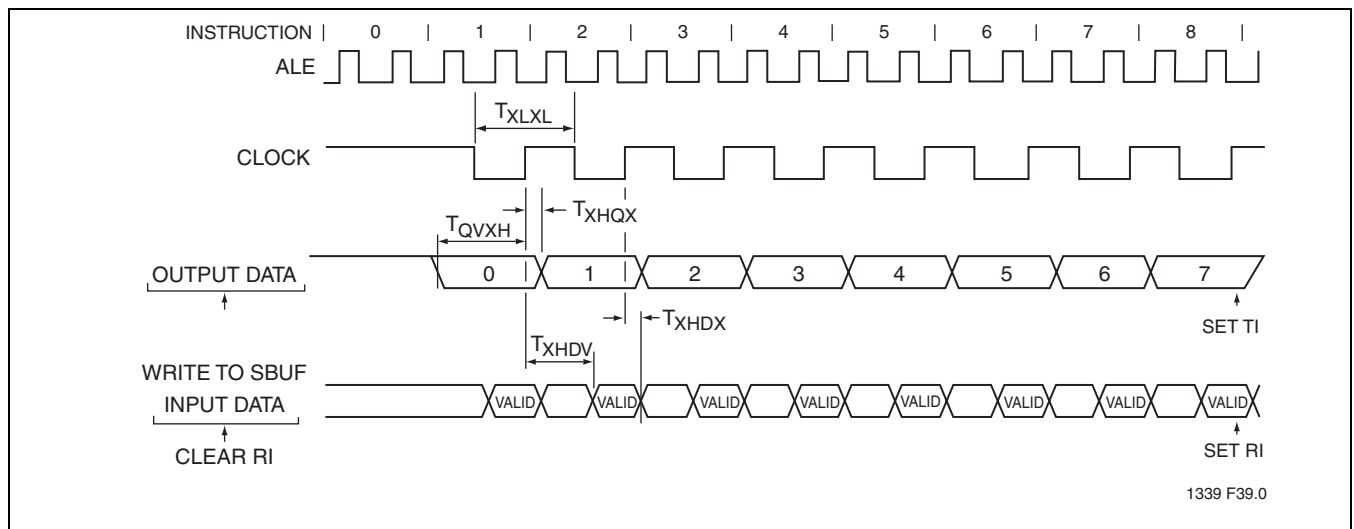 INSTRUCTION | 0 | 1 | 2 | 3 | 4 | 5 | 6 | 7 | 8 |
ALE
TXLXL
CLOCK
TXHQX
TQVXH
OUTPUT DATA 0 1 2 3 4 5 6 7
TXHDX
SET TI
TXHDV
WRITE TO SBUF
INPUT DATA VALID VALID VALID VALID VALID VALID VALID VALID
CLEAR RI
SET RI
1339 F39.0